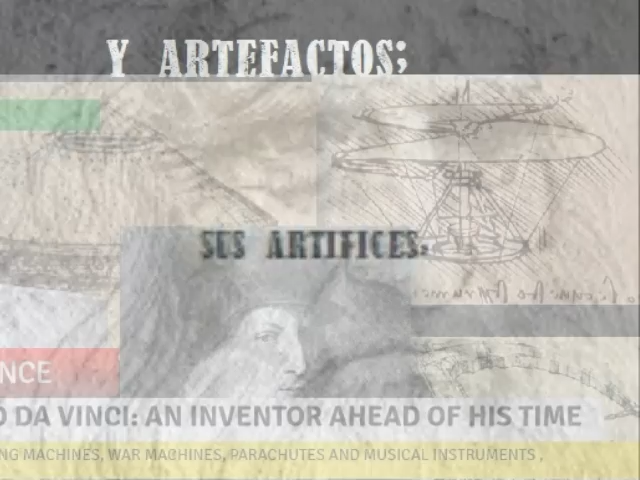 Y ARTEFACTOS;
SUS ARTIFICES.
NCE
DA VINCI: AN INVENTOR AHEAD OF HIS TIME
MACHINES, WAR MACHINES, PARACHUTES AND MUSICAL INSTRUMENTS.